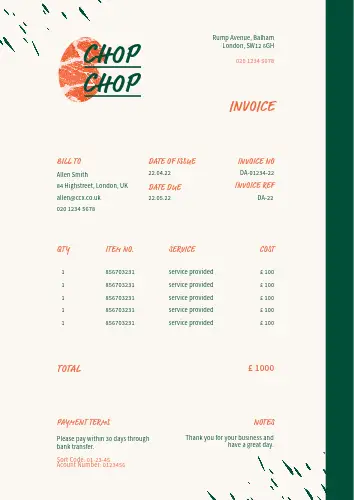 CHOP
CHOP
Rump Avenue, Balham
London, SW12 0GH
020 1234 5678
INVOICE
BILL TO
Allen Smith
84 Highstreet, London, UK
allen@ccx.co.uk
020 1234 5678
DATE OF ISSUE
22.04.22
DATE DUE
22.05.22
INVOICE NO
DA-01234-22
INVOICE REF
DA-22
QTY ITEM NO. SERVICE COST
1 856703231 service provided £ 100
1 856703231 service provided £ 100
1 856703231 service provided £ 100
1 856703231 service provided £ 100
1 856703231 service provided £ 100
TOTAL £ 1000
PAYMENT TERMS
Please pay within 30 days through
bank transfer.
Sort Code: 01-23-45
Acount Number: 0123456
NOTES
Thank you for your business and
have a great day.